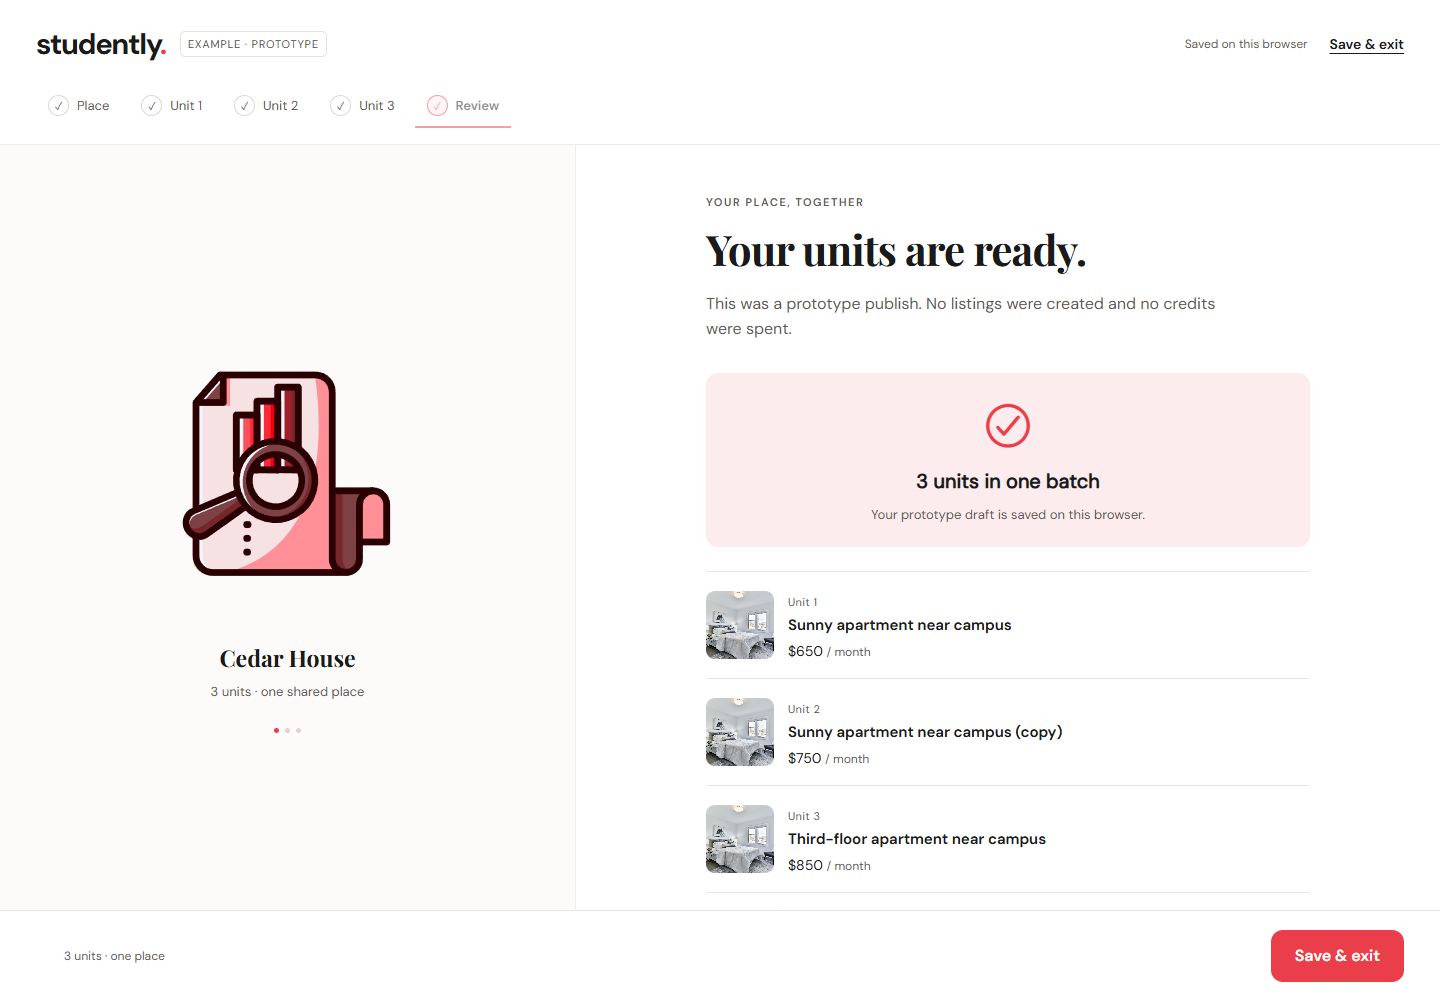 studently.
EXAMPLE · PROTOTYPE
Saved on this browser
Save & exit
Place
Unit 1
Unit 2
Unit 3
Review
Cedar House
3 units · one shared place
YOUR PLACE, TOGETHER
Your units are ready.
This was a prototype publish. No listings were created and no credits
were spent.
3 units in one batch
Your prototype draft is saved on this browser.
Unit 1
Sunny apartment near campus
$650 / month
Unit 2
Sunny apartment near campus (copy)
$750 / month
Unit 3
Third-floor apartment near campus
$850 / month
3 units · one place
Save & exit